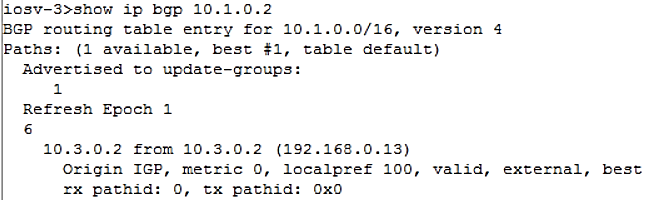 iosv-3>show ip bgp 10.1.0.2
BGP routing table entry for 10.1.0.0/16, version 4
Paths: (1 available, best #1, table default)
  Advertised to update-groups:
     1
  Refresh Epoch 1
  6
    10.3.0.2 from 10.3.0.2 (192.168.0.13)
      Origin IGP, metric 0, localpref 100, valid, external, best
      rx pathid: 0, tx pathid: 0x0